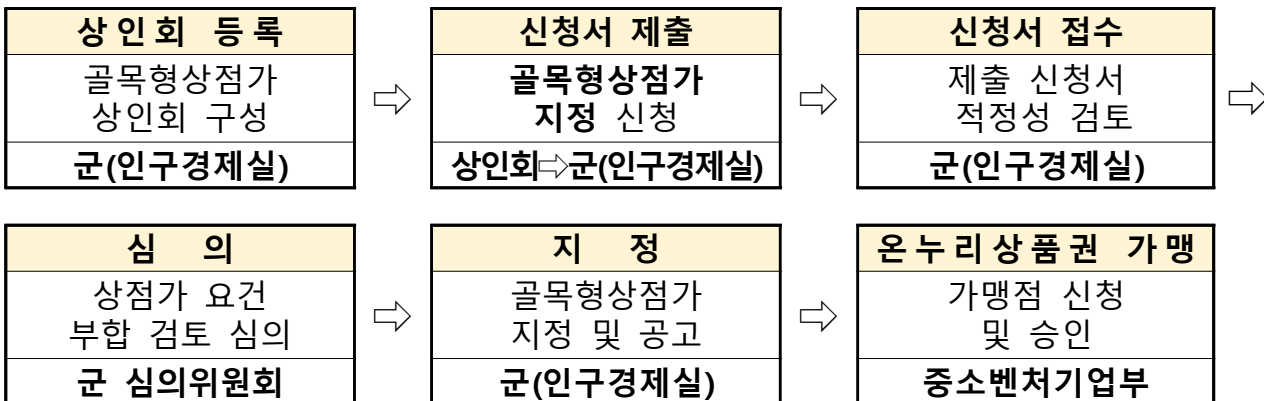 상인회 등록
골목형상점가
상인회 구성
군(인구경제실)
⇨
신청서 제출
골목형상점가
지정 신청
상인회⇨군(인구경제실)
⇨
신청서 접수
제출 신청서
적정성 검토
군(인구경제실)
⇨
심 의
상점가 요건
부합 검토 심의
군 심의위원회
⇨
지 정
골목형상점가
지정 및 공고
군(인구경제실)
⇨
온누리상품권 가맹
가맹점 신청
및 승인
중소벤처기업부